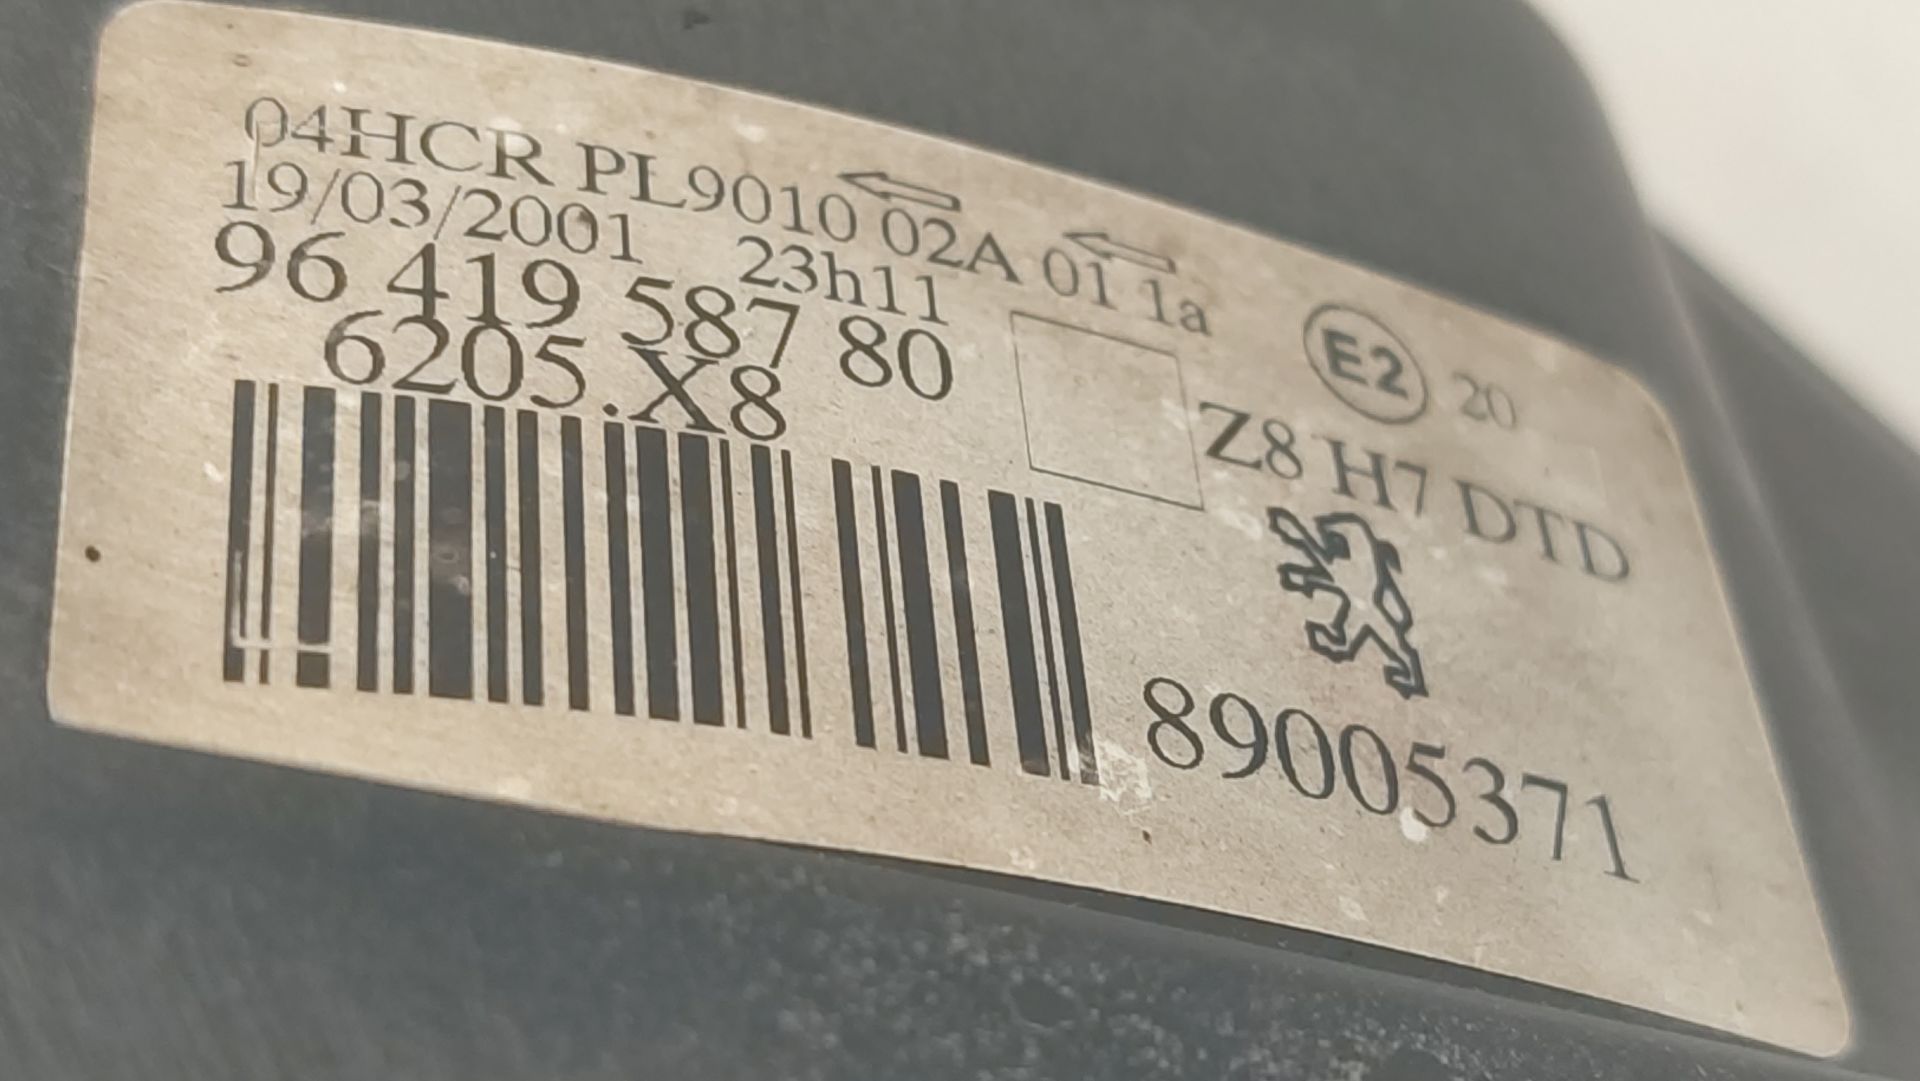 04HCR PL9010 02A 01 1a
19/03/2001 23h11
96 419 587 80
6205.X8
E2 20
Z8 H7 DTD
89005371